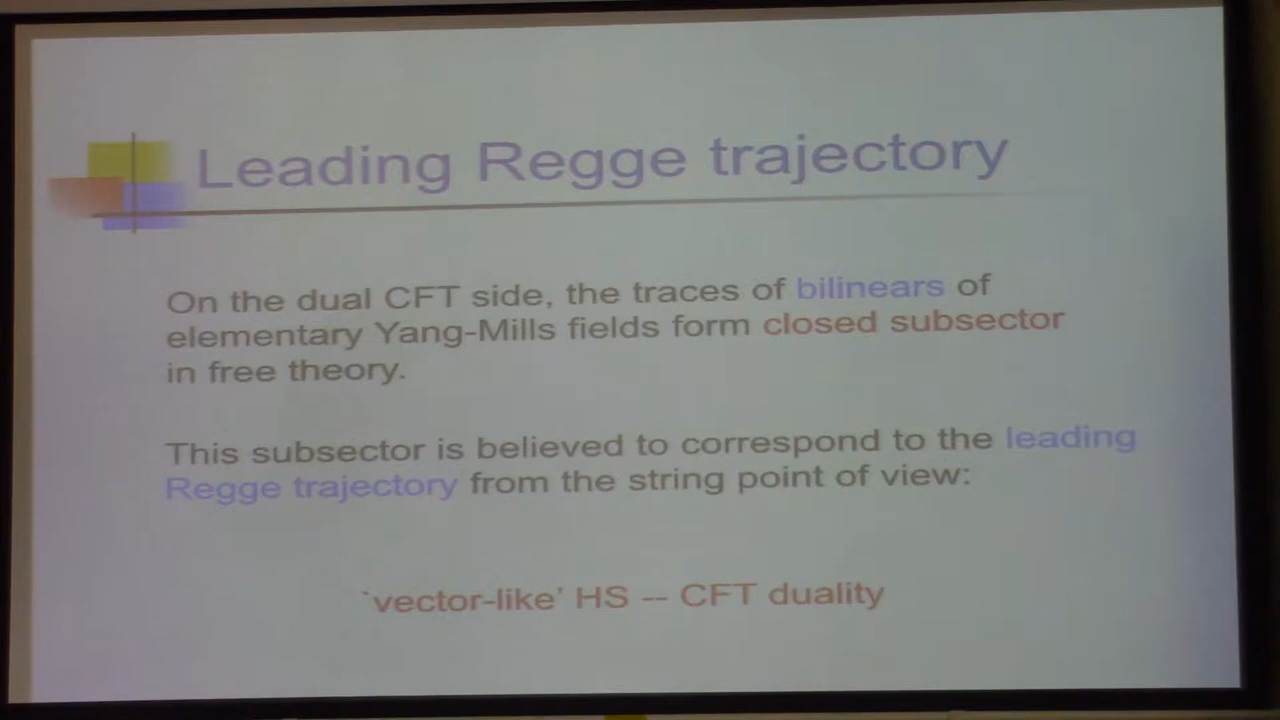 Leading Regge trajectory
On the dual CFT side, the traces of bilinears of
elementary Yang-Mills fields form closed subsector
in free theory.
This subsector is believed to correspond to the leading
Regge trajectory from the string point of view:
`vector-like' HS -- CFT duality